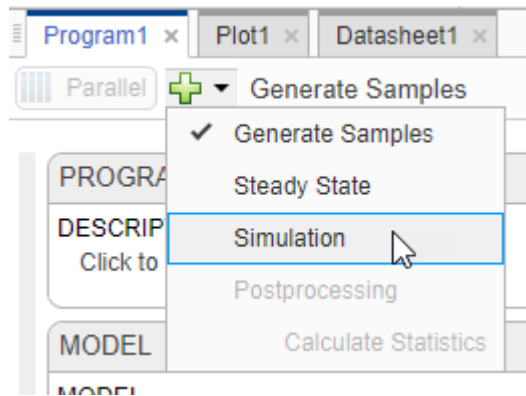 Program1 × Plot1 × Datasheet1 ×
Parallel Generate Samples
Generate Samples
PROGRA
Steady State
DESCRIP
Simulation
Click to
Postprocessing
MODEL
Calculate Statistics
MODEL